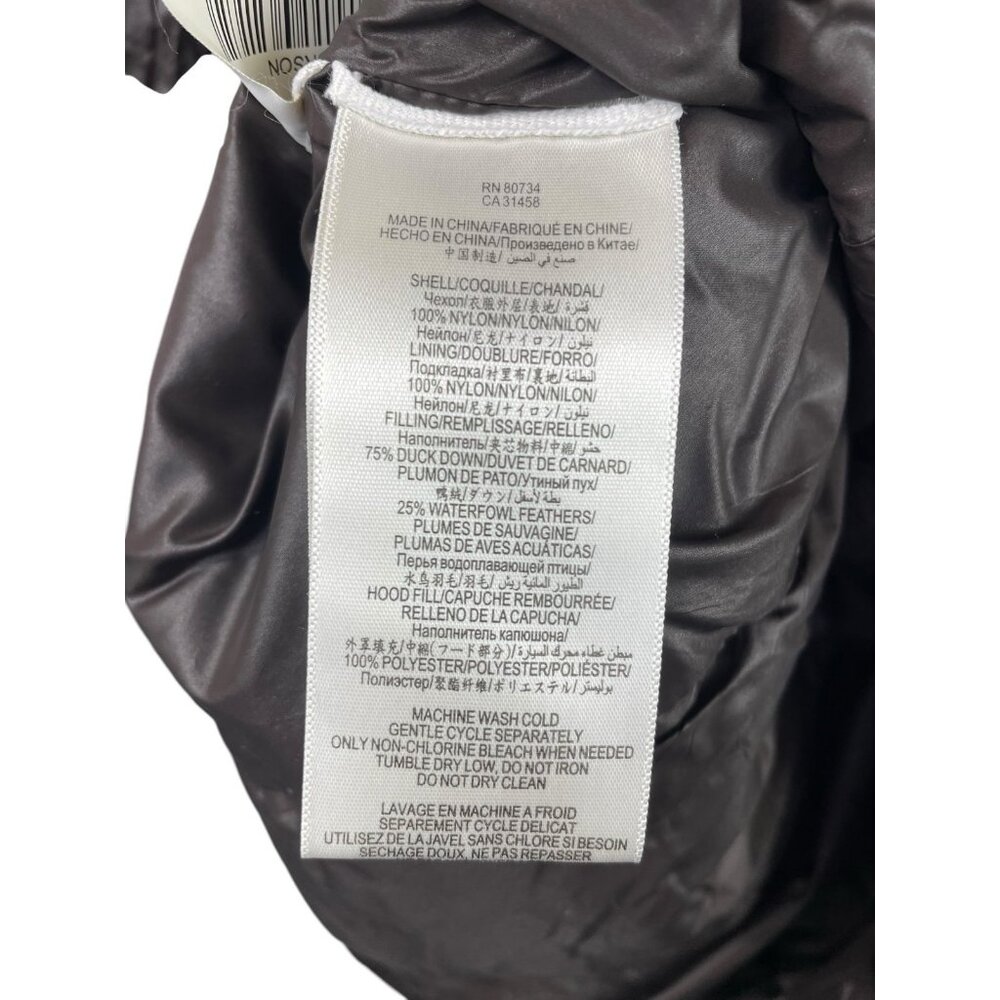 RN 80734
CA 31458
MADE IN CHINA/FABRIQUÉ EN CHINE/
HECHO EN CHINA/Произведено в Китае/
中国制造/ صنع في الصين/
SHELL/COQUILLE/CHANDAL/
Чехол/衣服外层/表地/ قشرة/
100% NYLON/NYLON/NILON/
Нейлон/尼龙/ナイロン/ نيلون/
LINING/DOUBLURE/FORRO/
Подкладка/衬里布/裏地/ البطانة/
100% NYLON/NYLON/NILON/
Нейлон/尼龙/ナイロン/ نيلون/
FILLING/REMPLISSAGE/RELLENO/
Наполнитель/夹芯物料/中綿/ حشو/
75% DUCK DOWN/DUVET DE CARNARD/
PLUMON DE PATO/Утиный пух/
鸭绒/ダウン/ بطة لأسفل/
25% WATERFOWL FEATHERS/
PLUMES DE SAUVAGINE/
PLUMAS DE AVES ACUÁTICAS/
Перья водоплавающей птицы/
水鸟羽毛/羽毛/ الطيور المائية ريش/
HOOD FILL/CAPUCHE REMBOURRÉE/
RELLENO DE LA CAPUCHA/
Наполнитель капюшона/
外罩填充/中綿(フード部分)/ مبطن غطاء محرك السيارة/
100% POLYESTER/POLYESTER/POLIÉSTER/
Полиэстер/聚酯纤维/ポリエステル/ بوليستر/
MACHINE WASH COLD
GENTLE CYCLE SEPARATELY
ONLY NON-CHLORINE BLEACH WHEN NEEDED
TUMBLE DRY LOW, DO NOT IRON
DO NOT DRY CLEAN
LAVAGE EN MACHINE A FROID
SEPAREMENT CYCLE DELICAT
UTILISEZ DE LA JAVEL SANS CHLORE SI BESOIN
SECHAGE DOUX, NE PAS REPASSER